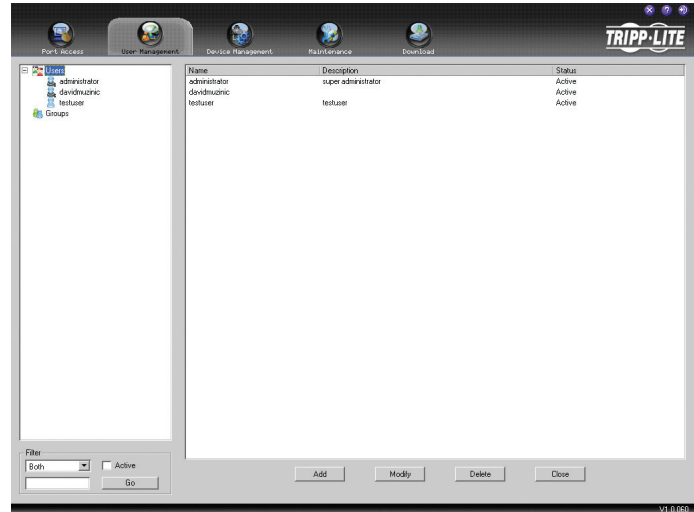 Port Access User Management Device Management Maintenance Download
TRIPP·LITE
Users
administrator
davidmuzinic
testuser
Groups
Name Description Status
administrator super administrator Active
davidmuzinic Active
testuser testuser Active
Filter
Both Active
Go
Add Modify Delete Close
V1.0.060